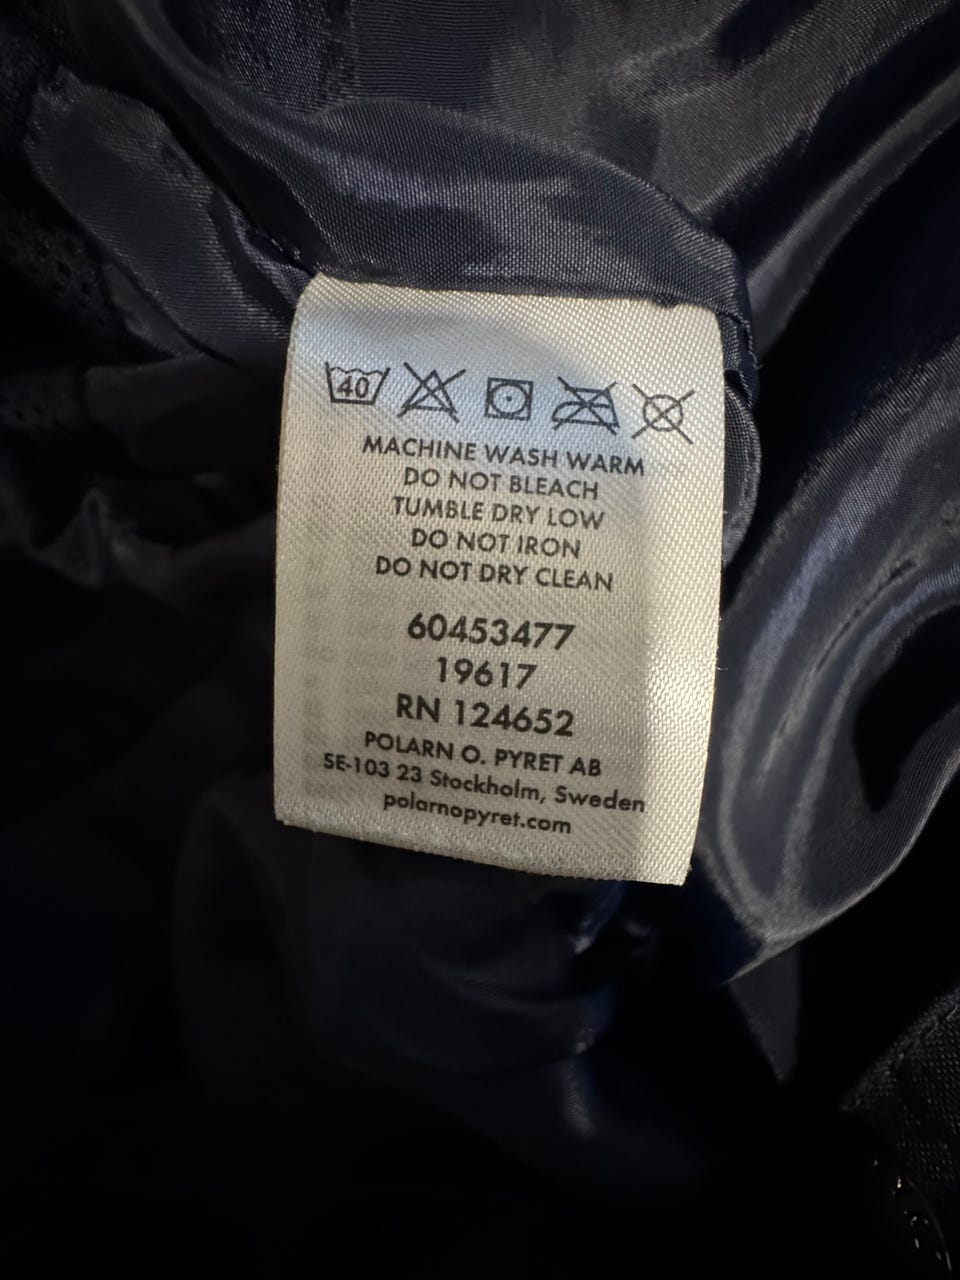 40
MACHINE WASH WARM
DO NOT BLEACH
TUMBLE DRY LOW
DO NOT IRON
DO NOT DRY CLEAN
60453477
19617
RN 124652
POLARN O. PYRET AB
SE-103 23 Stockholm, Sweden
polarnopyret.com